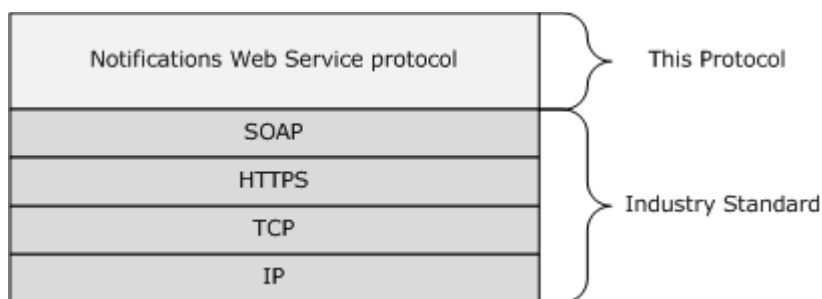 Notifications Web Service protocol
This Protocol
SOAP
HTTPS
Industry Standard
TCP
IP